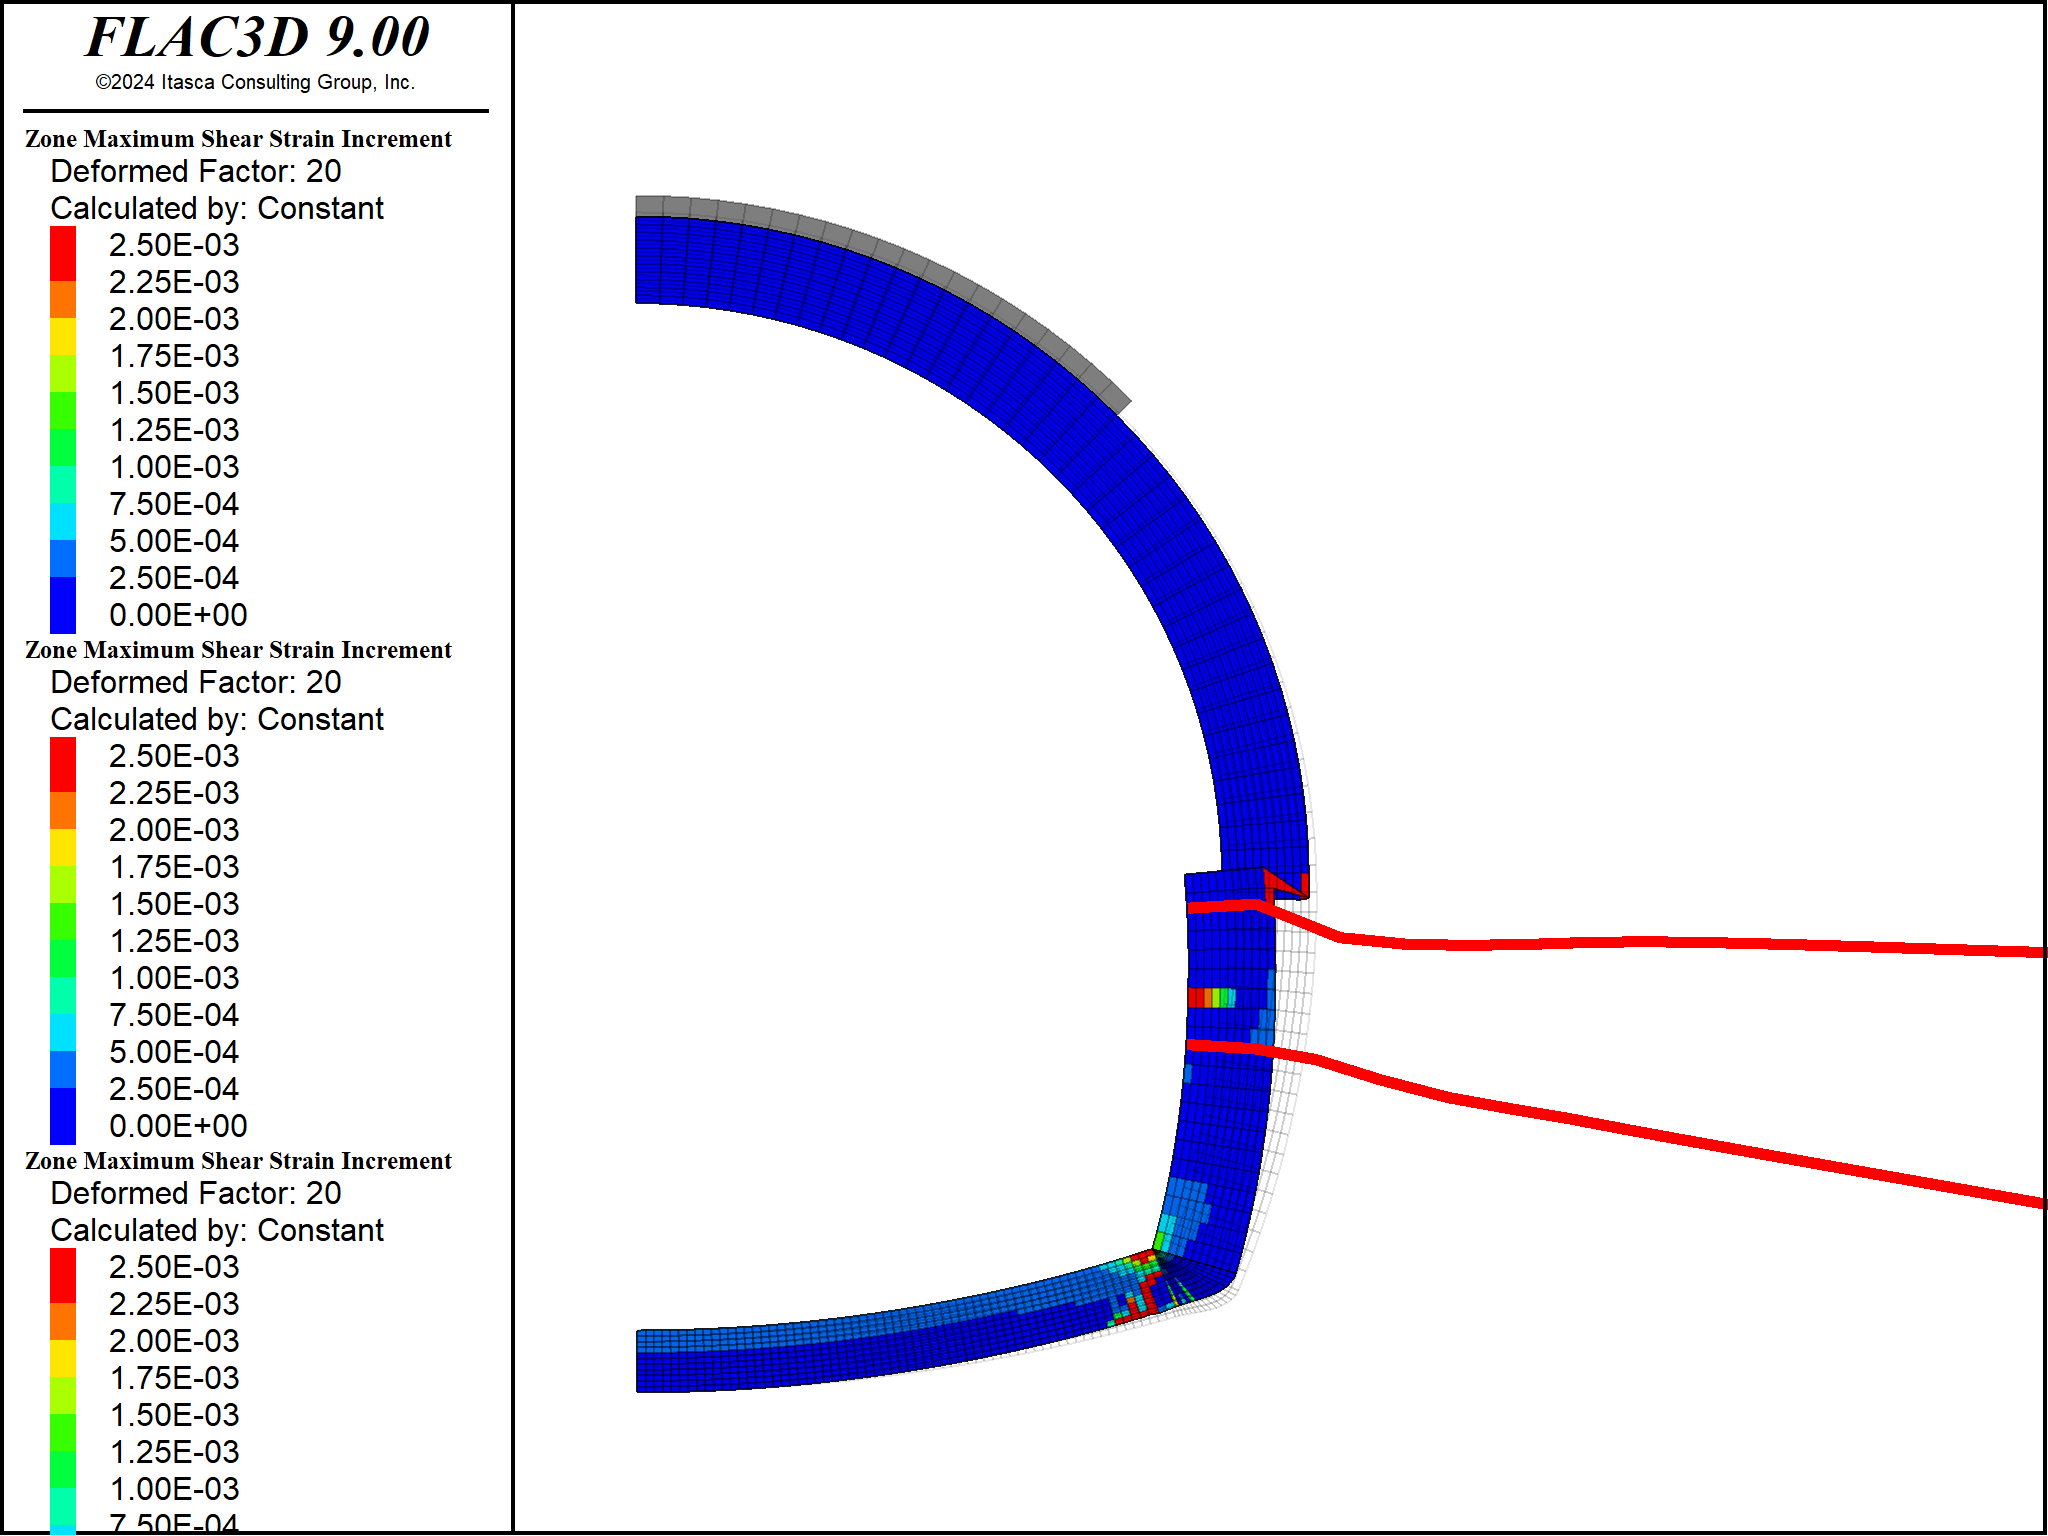 FLAC3D 9.00
©2024 Itasca Consulting Group, Inc.
Zone Maximum Shear Strain Increment
Deformed Factor: 20
Calculated by: Constant
2.50E-03
2.25E-03
2.00E-03
1.75E-03
1.50E-03
1.25E-03
1.00E-03
7.50E-04
5.00E-04
2.50E-04
0.00E+00
Zone Maximum Shear Strain Increment
Deformed Factor: 20
Calculated by: Constant
2.50E-03
2.25E-03
2.00E-03
1.75E-03
1.50E-03
1.25E-03
1.00E-03
7.50E-04
5.00E-04
2.50E-04
0.00E+00
Zone Maximum Shear Strain Increment
Deformed Factor: 20
Calculated by: Constant
2.50E-03
2.25E-03
2.00E-03
1.75E-03
1.50E-03
1.25E-03
1.00E-03
7.50E-04